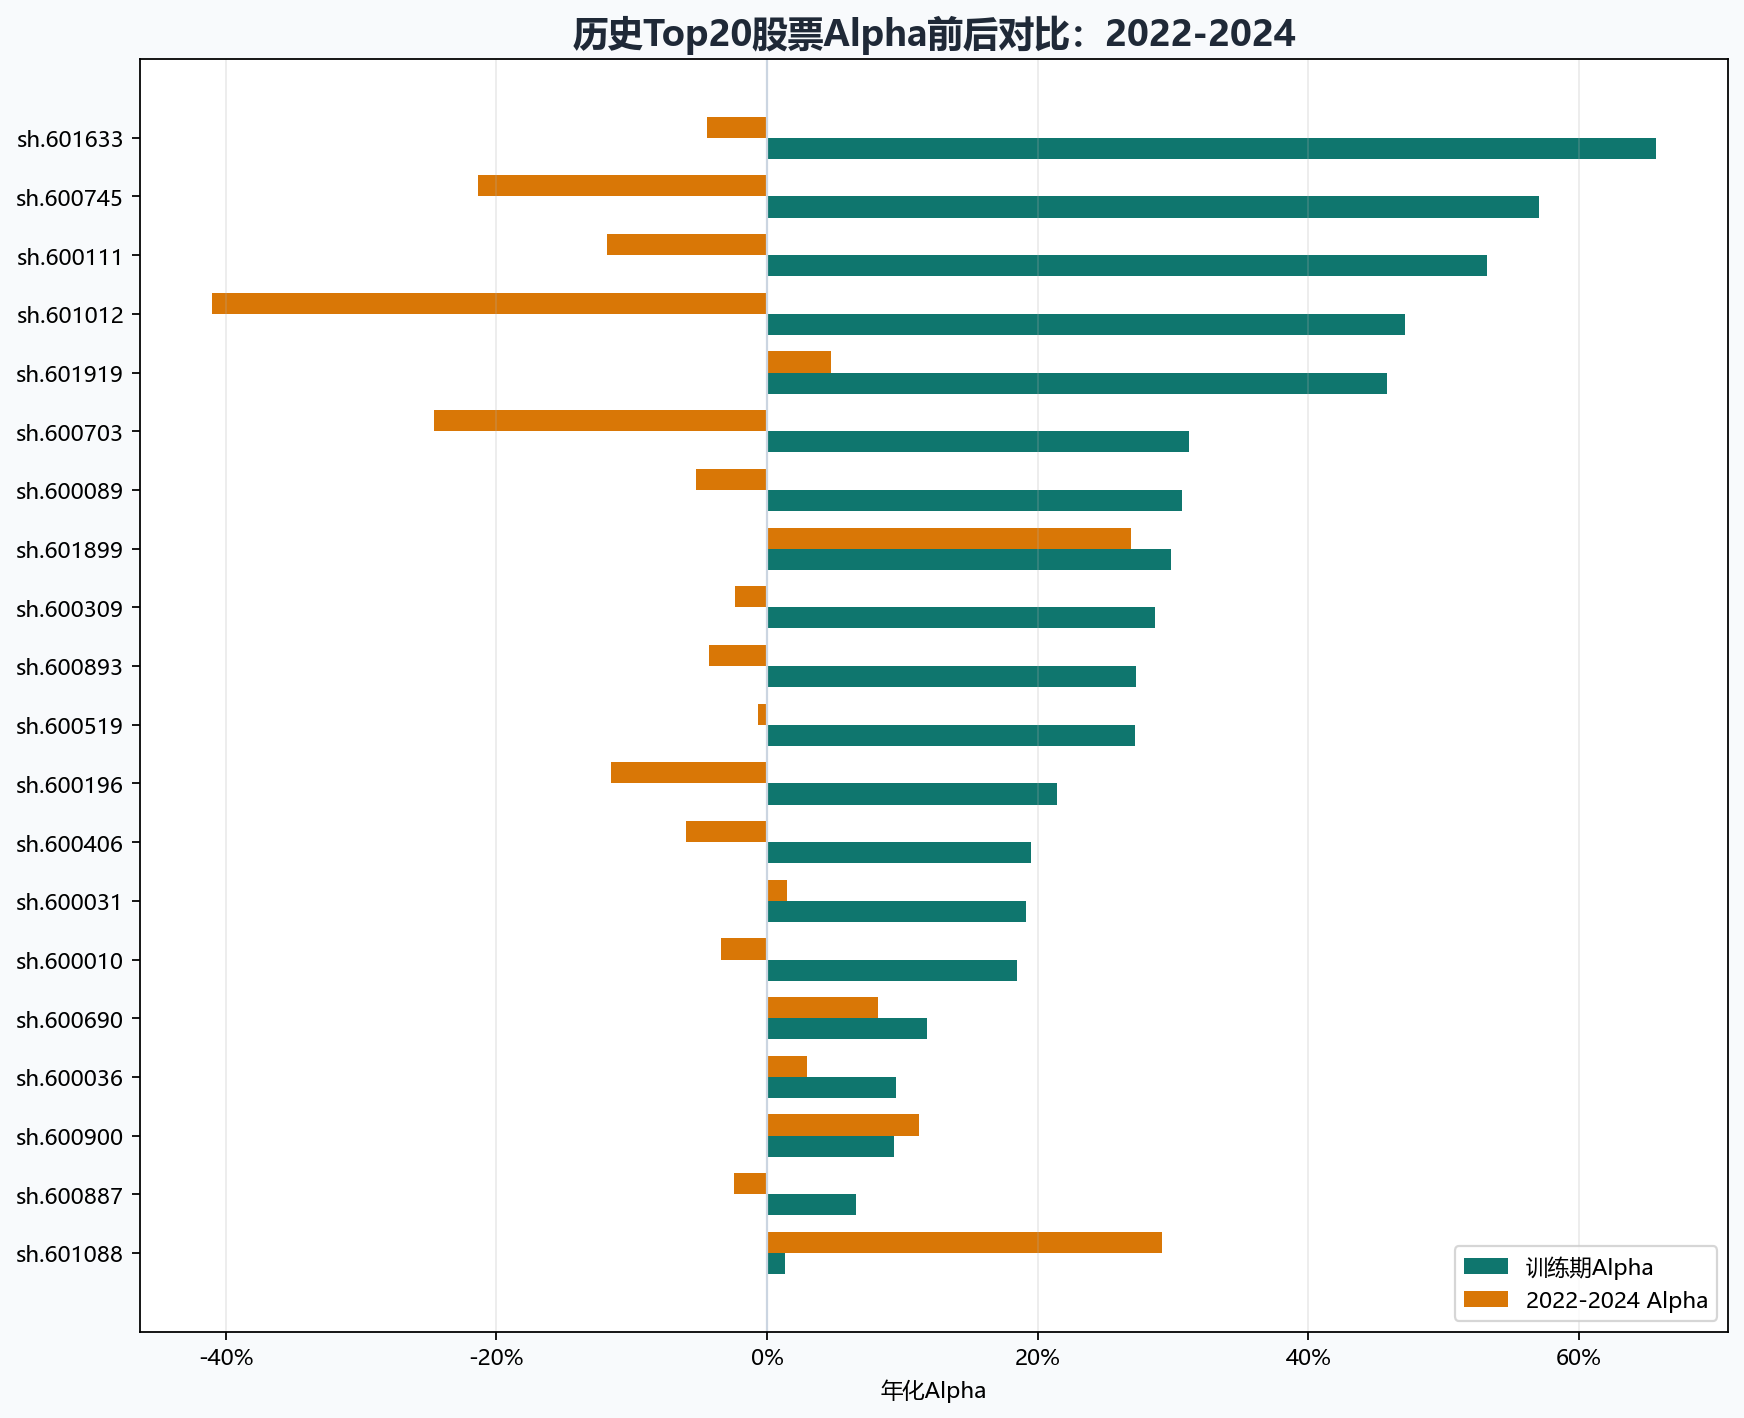 历史Top20股票Alpha前后对比：2022-2024
sh.601633
sh.600745
sh.600111
sh.601012
sh.601919
sh.600703
sh.600089
sh.601899
sh.600309
sh.600893
sh.600519
sh.600196
sh.600406
sh.600031
sh.600010
sh.600690
sh.600036
sh.600900
sh.600887
sh.601088
训练期Alpha
2022-2024 Alpha
-40% -20% 0% 20% 40% 60%
年化Alpha